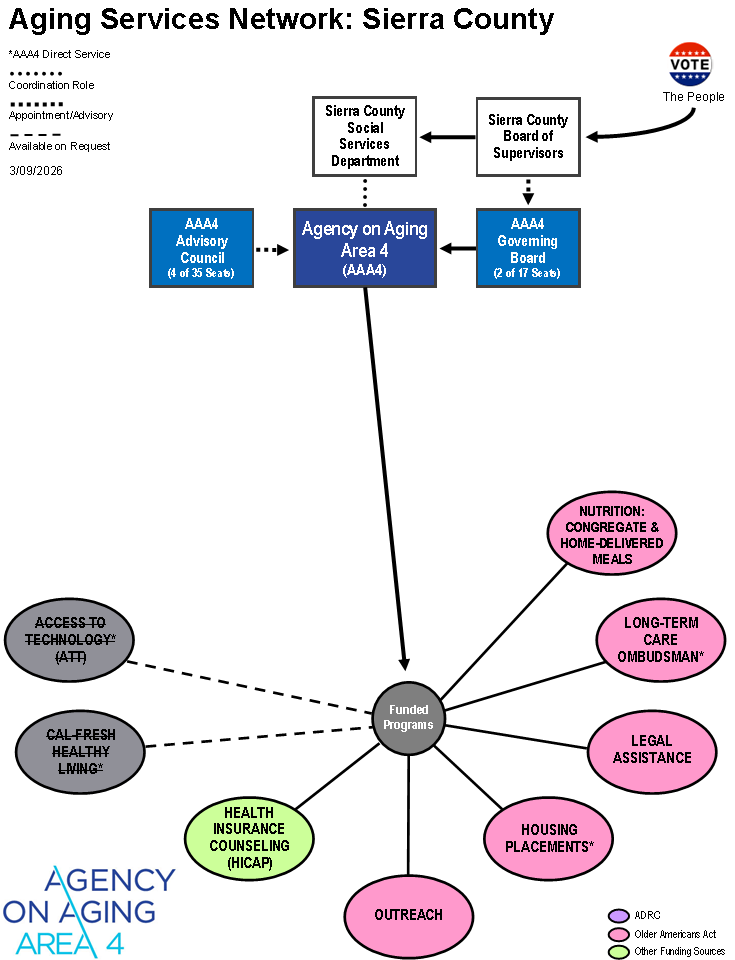 Aging Services Network: Sierra County
*AAA4 Direct Service
Coordination Role
Appointment/Advisory
Available on Request
3/09/2026
VOTE
The People
Sierra County
Social
Services
Department
Sierra County
Board of
Supervisors
AAA4
Advisory
Council
(4 of 35 Seats)
Agency on Aging
Area 4
(AAA4)
AAA4
Governing
Board
(2 of 17 Seats)
NUTRITION:
CONGREGATE &
HOME-DELIVERED
MEALS
ACCESS TO
TECHNOLOGY*
(ATT)
LONG-TERM
CARE
OMBUDSMAN*
Funded
Programs
CAL-FRESH
HEALTHY
LIVING*
LEGAL
ASSISTANCE
HEALTH
INSURANCE
COUNSELING
(HICAP)
HOUSING
PLACEMENTS*
OUTREACH
AGENCY
ON AGING
AREA 4
ADRC
Older Americans Act
Other Funding Sources